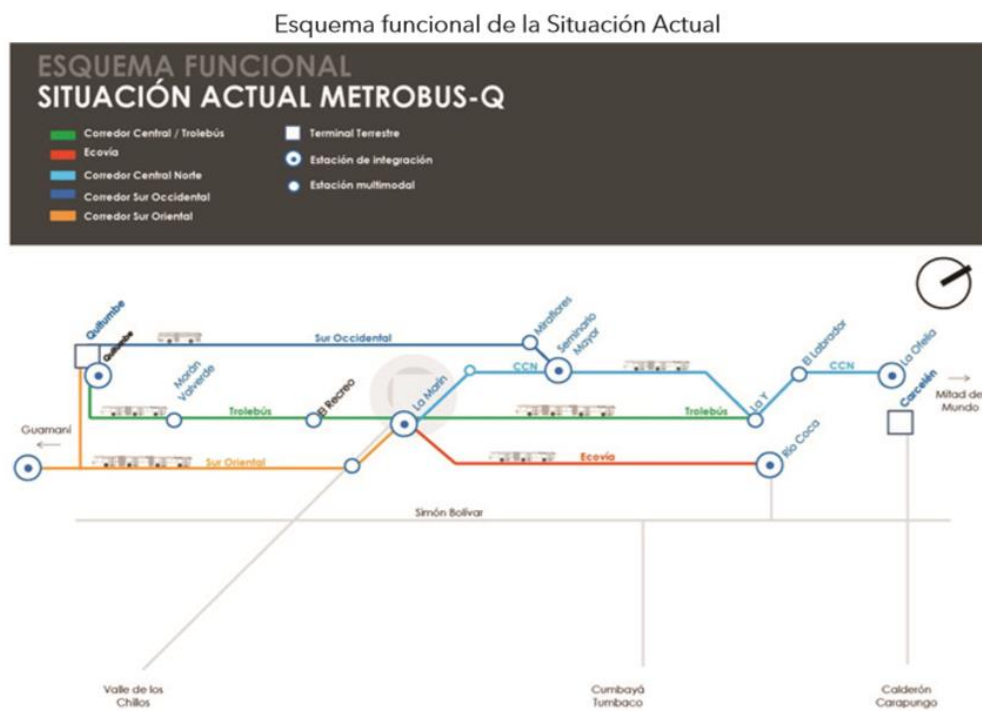 Esquema funcional de la Situación Actual
ESQUEMA FUNCIONAL
SITUACIÓN ACTUAL METROBUS-Q
Corredor Central / Trolebús
Ecovía
Corredor Central Norte
Corredor Sur Occidental
Corredor Sur Oriental
Terminal Terrestre
Estación de integración
Estación multimodal
Quitumbe
Quitumbe
Sur Occidental
Miraflores
Seminario
Mayor
El Labrador
La Ofelia
Morán
Valverde
El Recreo
La Marín
CCN
CCN
Carcelén
Mitad de
Mundo
Trolebús
Trolebús
La Y
Guamaní
Sur Oriental
Ecovía
Río Coca
Simón Bolívar
Valle de los
Chillos
Cumbayá
Tumbaco
Calderón
Carapungo